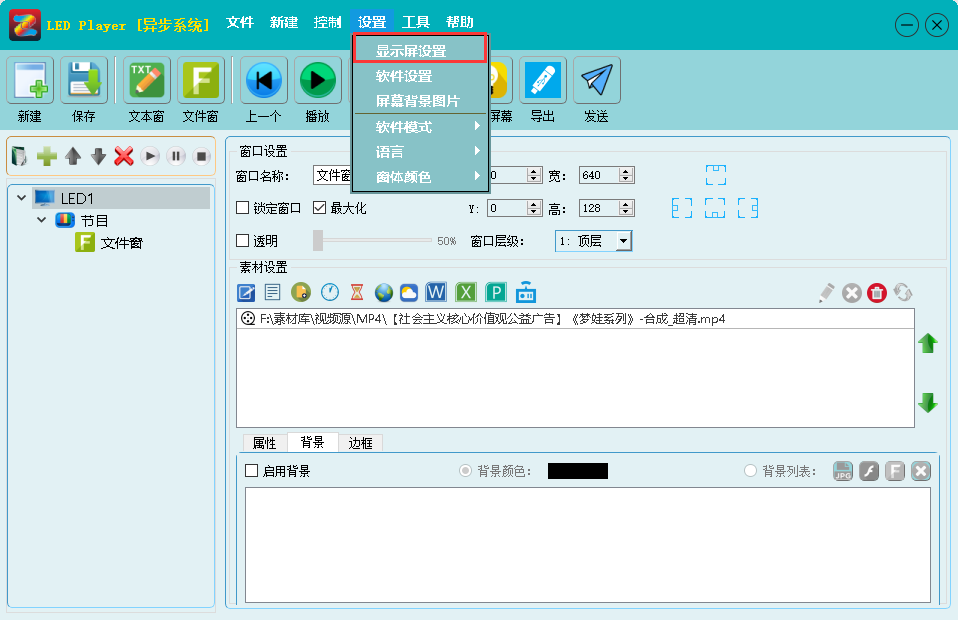 LED Player [异步系统]
文件 新建 控制 设置 工具 帮助
显示屏设置
软件设置
屏幕背景图片
软件模式
语言
窗体颜色
新建 保存 文本窗 文件窗 上一个 播放 屏幕 导出 发送
LED1
节目
文件窗
窗口设置
窗口名称: 文件窗 0 宽: 640
锁定窗口 最大化 Y: 0 高: 128
透明 50% 窗口层级: 1: 顶层
素材设置
F:\素材库\视频源\MP4\【社会主义核心价值观公益广告】《梦娃系列》-合成_超清.mp4
属性 背景 边框
启用背景 背景颜色: 背景列表: